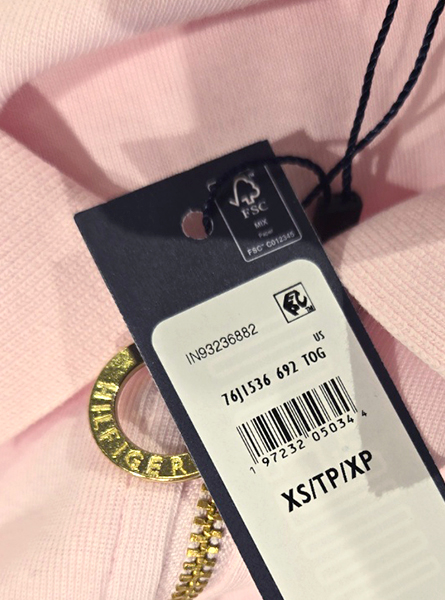 FSC
MIX
Paper
FSC® C012345
IN93236882
US
76J1536 692 TOG
1 97232 05034 4
XS/TP/XP
HILFIGER